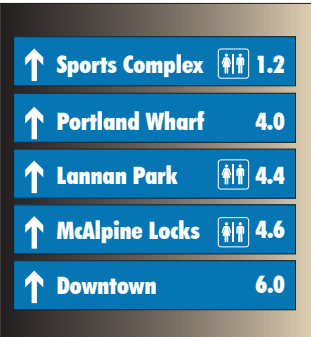 Sports Complex 1.2
Portland Wharf 4.0
Lannan Park 4.4
McAlpine Locks 4.6
Downtown 6.0